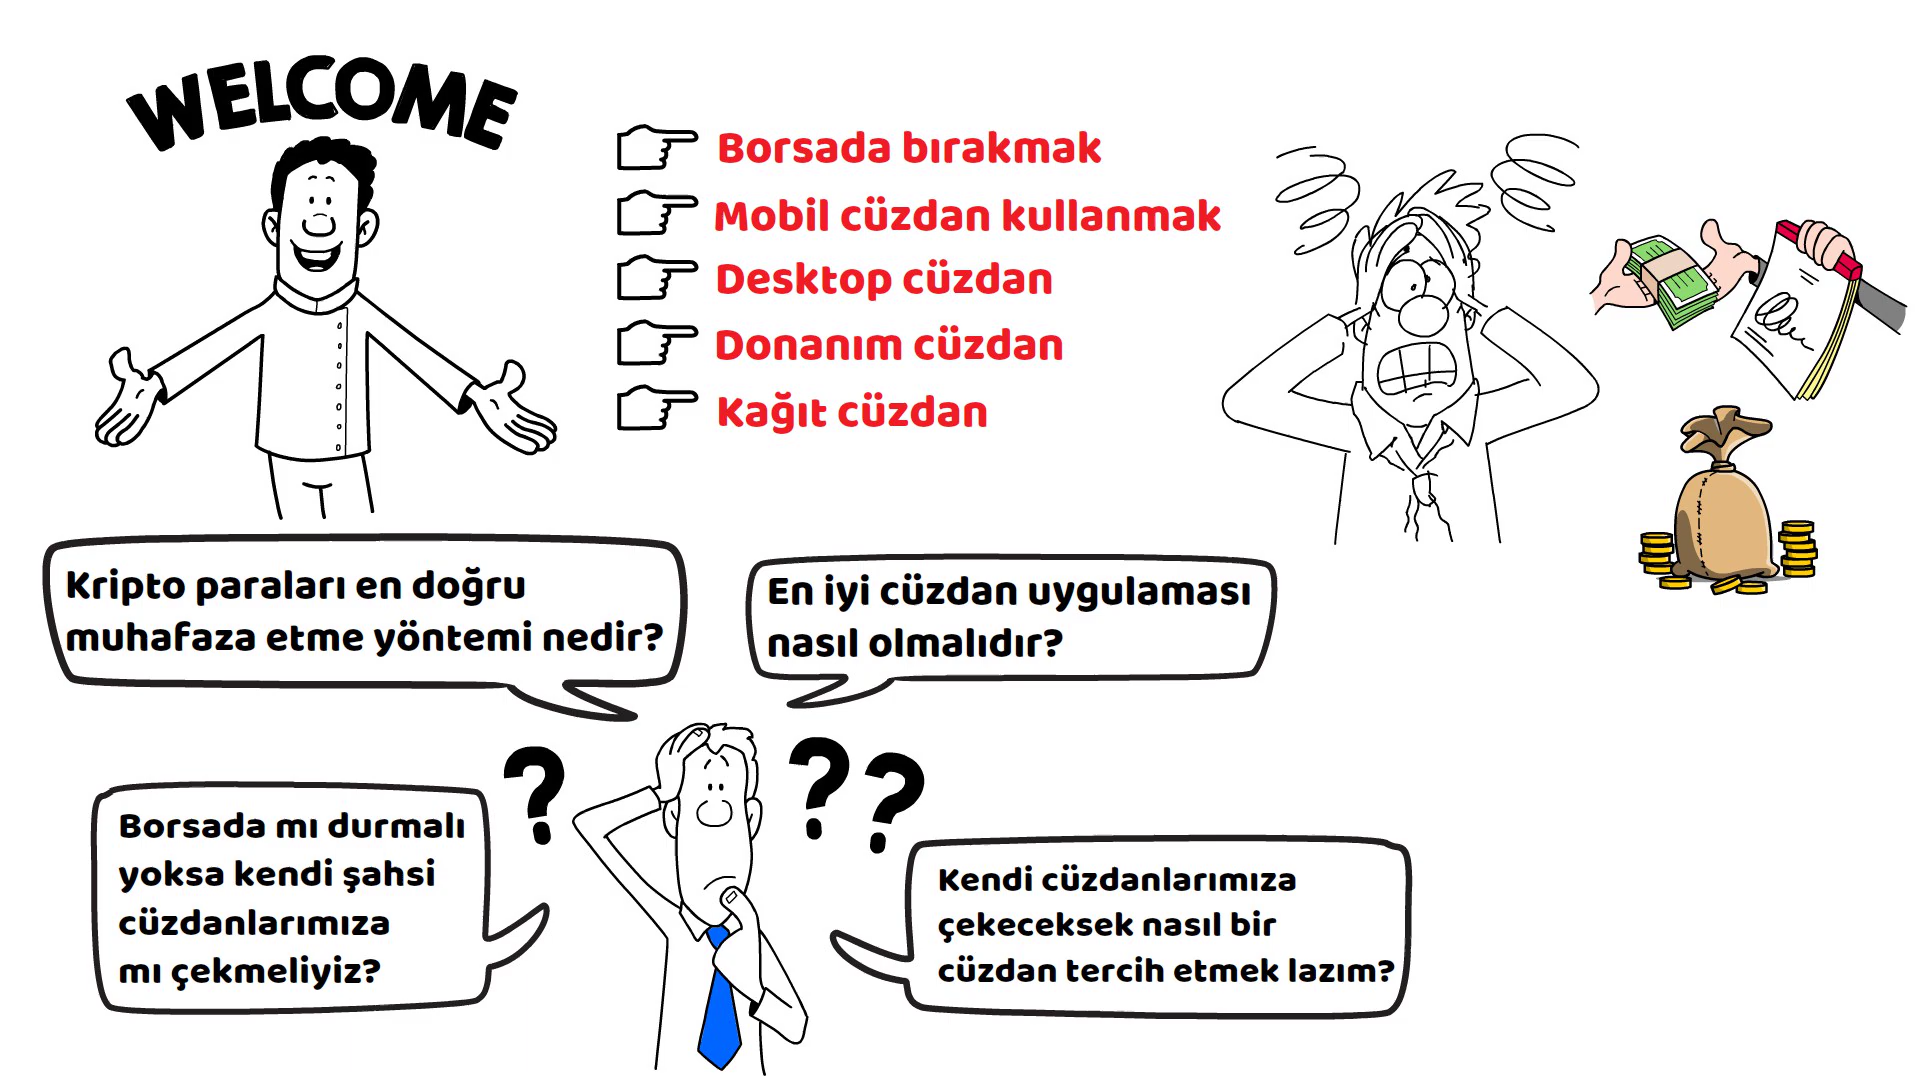 WELCOME
Borsada bırakmak
Mobil cüzdan kullanmak
Desktop cüzdan
Donanım cüzdan
Kağıt cüzdan
Kripto paraları en doğru
muhafaza etme yöntemi nedir?
En iyi cüzdan uygulaması
nasıl olmalıdır?
? ? ?
Borsada mı durmalı
yoksa kendi şahsi
cüzdanlarımıza
mı çekmeliyiz?
Kendi cüzdanlarımıza
çekeceksek nasıl bir
cüzdan tercih etmek lazım?